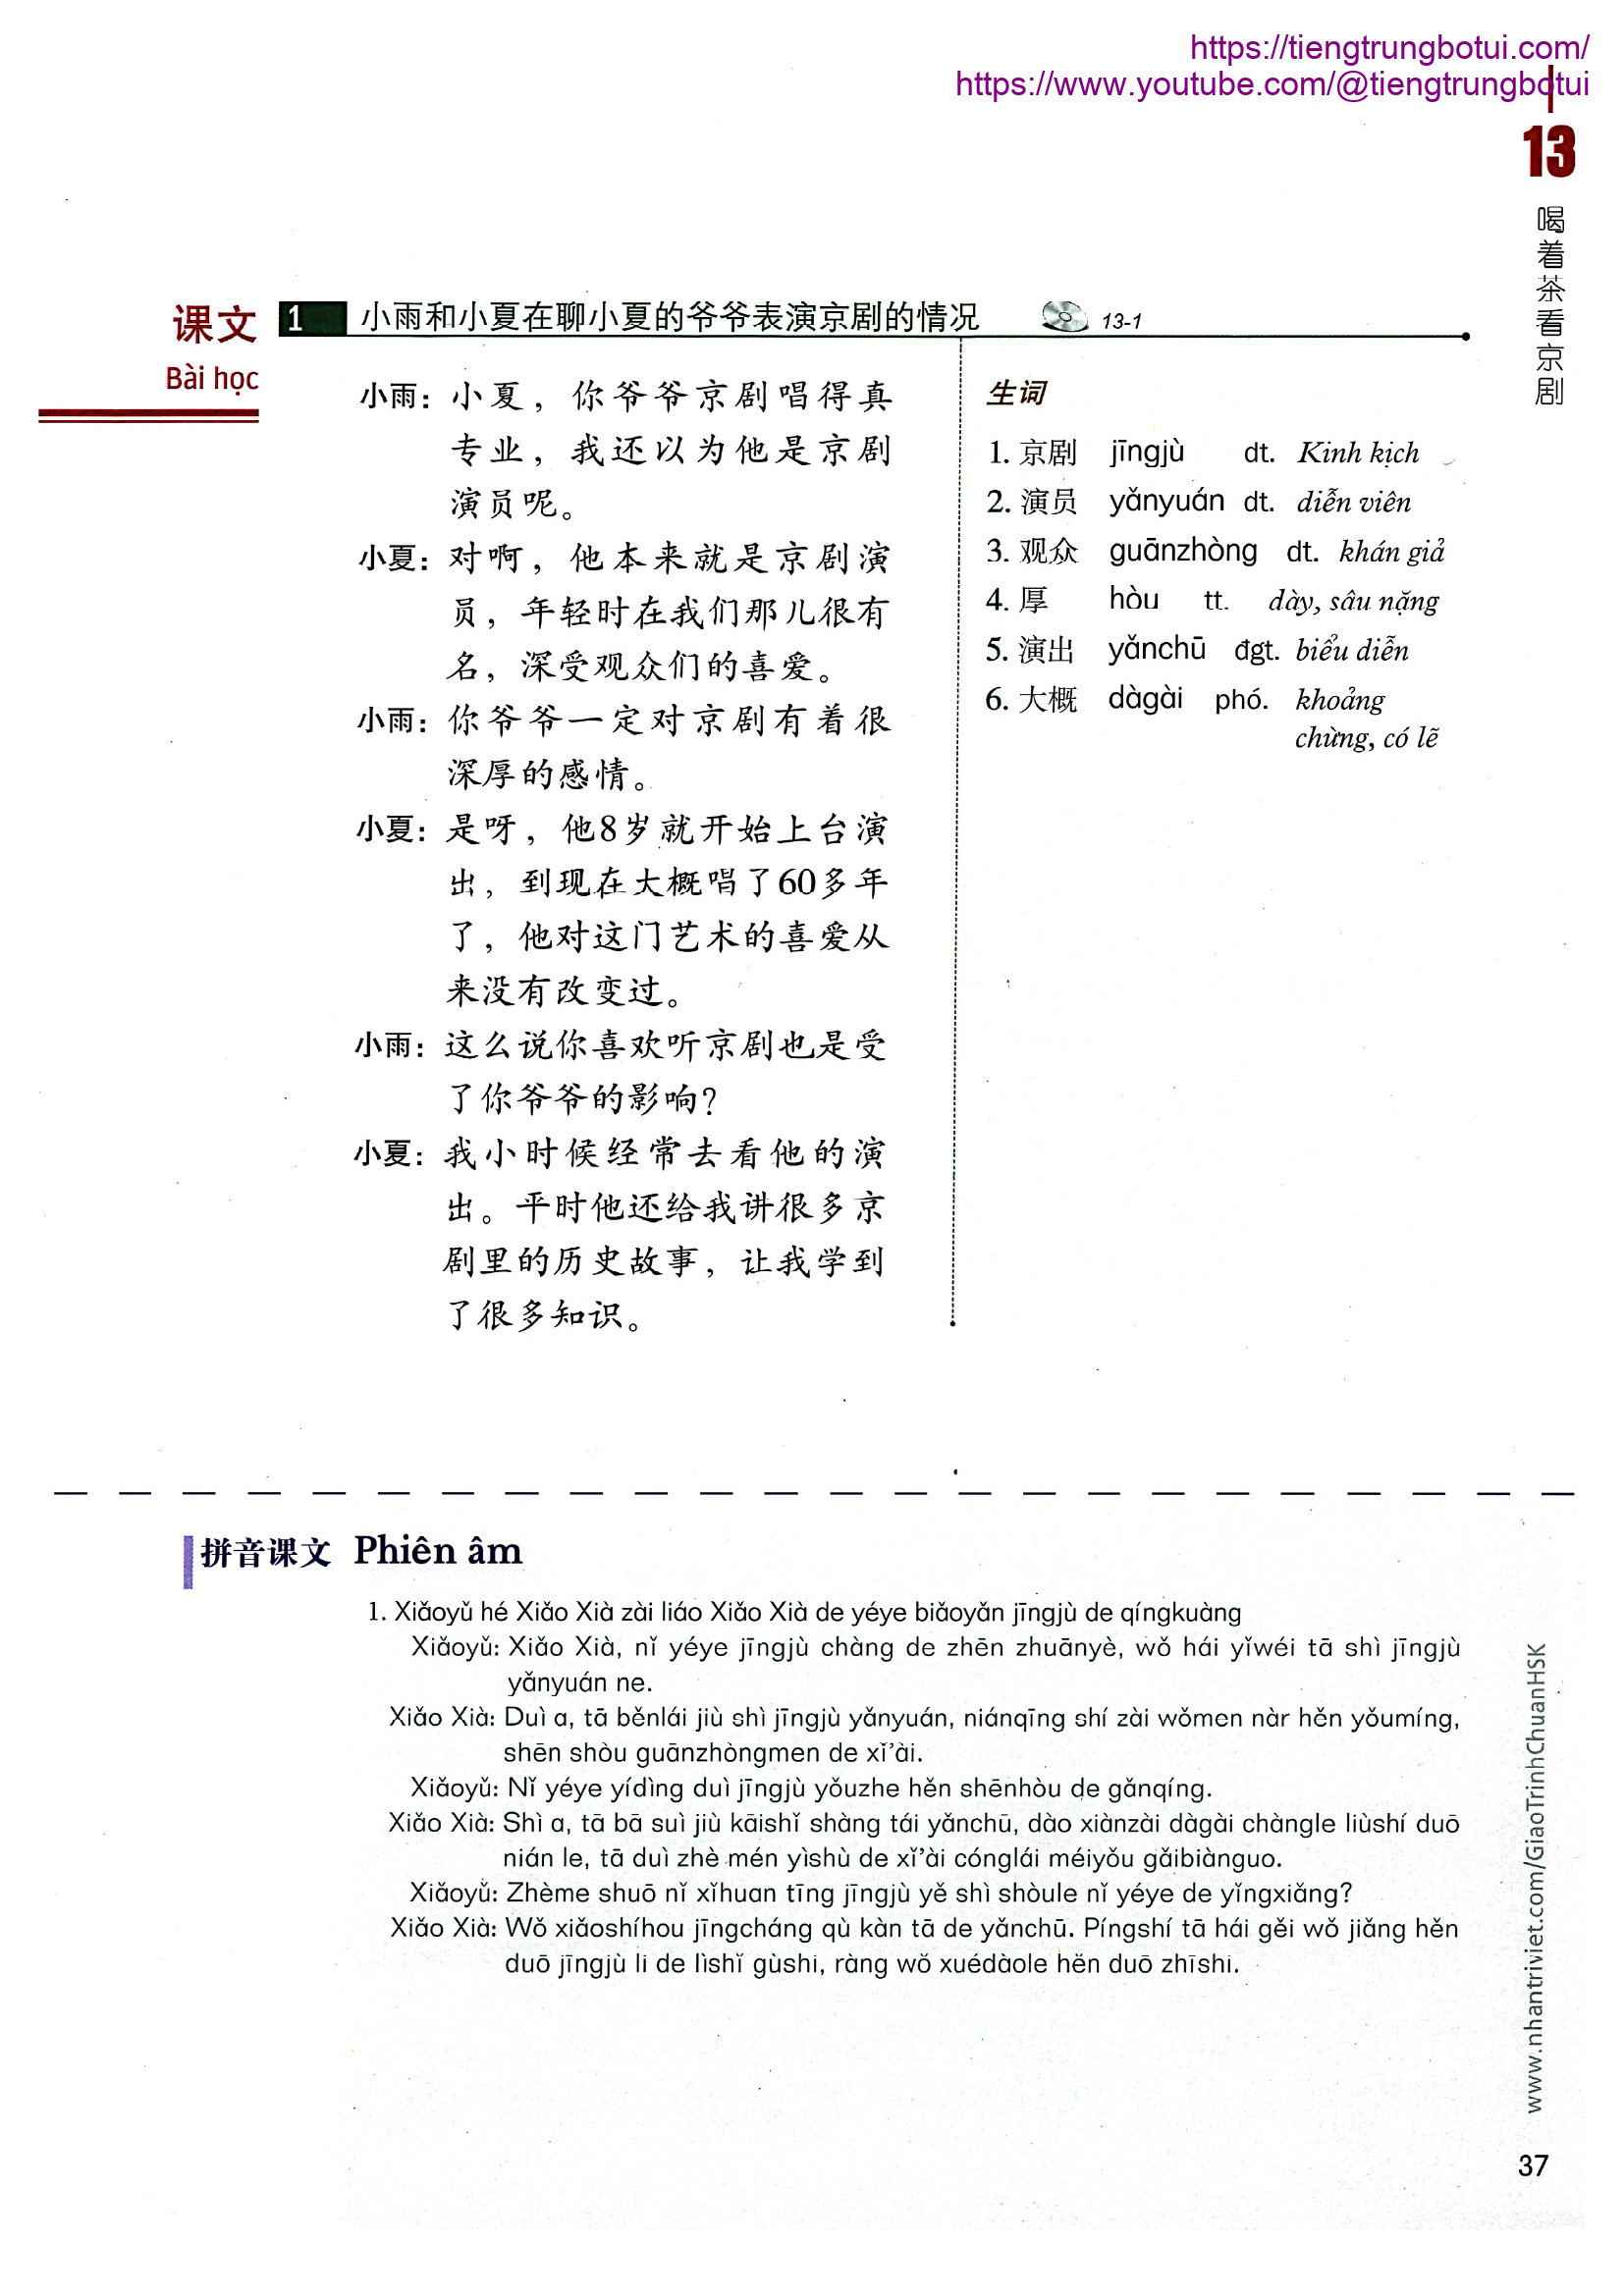 https://tiengtrungbotui.com/
https://www.youtube.com/@tiengtrungbotui
13
喝着茶看京剧
课文
Bài học
1 小雨和小夏在聊小夏的爷爷表演京剧的情况 13-1
小雨：小夏，你爷爷京剧唱得真
专业，我还以为他是京剧
演员呢。
小夏：对啊，他本来就是京剧演
员，年轻时在我们那儿很有
名，深受观众们的喜爱。
小雨：你爷爷一定对京剧有着很
深厚的感情。
小夏：是呀，他8岁就开始上台演
出，到现在大概唱了60多年
了，他对这门艺术的喜爱从
来没有改变过。
小雨：这么说你喜欢听京剧也是受
了你爷爷的影响？
小夏：我小时候经常去看他的演
出。平时他还给我讲很多京
剧里的历史故事，让我学到
了很多知识。
生词
1. 京剧 jīngjù dt. Kinh kịch
2. 演员 yǎnyuán dt. diễn viên
3. 观众 guānzhòng dt. khán giả
4. 厚 hòu tt. dày, sâu nặng
5. 演出 yǎnchū đgt. biểu diễn
6. 大概 dàgài phó. khoảng
chừng, có lẽ
拼音课文 Phiên âm
1. Xiǎoyǔ hé Xiǎo Xià zài liáo Xiǎo Xià de yéye biǎoyǎn jīngjù de qíngkuàng
Xiǎoyǔ: Xiǎo Xià, nǐ yéye jīngjù chàng de zhēn zhuānyè, wǒ hái yǐwéi tā shì jīngjù
yǎnyuán ne.
Xiǎo Xià: Duì a, tā běnlái jiù shì jīngjù yǎnyuán, niánqīng shí zài wǒmen nàr hěn yǒumíng,
shēn shòu guānzhòngmen de xǐ'ài.
Xiǎoyǔ: Nǐ yéye yídìng duì jīngjù yǒuzhe hěn shēnhòu de gǎnqíng.
Xiǎo Xià: Shì a, tā bā suì jiù kāishǐ shàng tái yǎnchū, dào xiànzài dàgài chàngle liùshí duō
nián le, tā duì zhè mén yìshù de xǐ'ài cónglái méiyǒu gǎibiànguo.
Xiǎoyǔ: Zhème shuō nǐ xǐhuan tīng jīngjù yě shì shòule nǐ yéye de yǐngxiǎng?
Xiǎo Xià: Wǒ xiǎoshíhou jīngcháng qù kàn tā de yǎnchū. Píngshí tā hái gěi wǒ jiǎng hěn
duō jīngjù li de lìshǐ gùshi, ràng wǒ xuédàole hěn duō zhīshi.
www.nhantriviet.com/GiaoTrinhChuanHSK
37